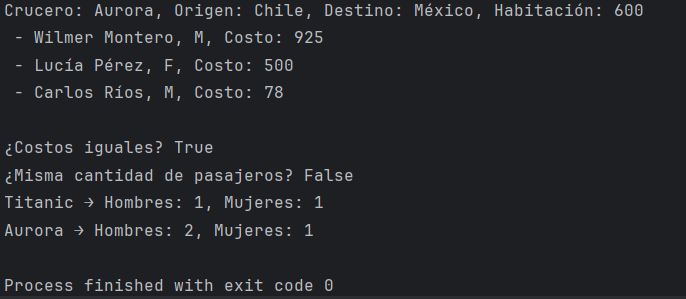 Crucero: Aurora, Origen: Chile, Destino: México, Habitación: 600
- Wilmer Montero, M, Costo: 925
- Lucía Pérez, F, Costo: 500
- Carlos Ríos, M, Costo: 78
¿Costos iguales? True
¿Misma cantidad de pasajeros? False
Titanic → Hombres: 1, Mujeres: 1
Aurora → Hombres: 2, Mujeres: 1
Process finished with exit code 0